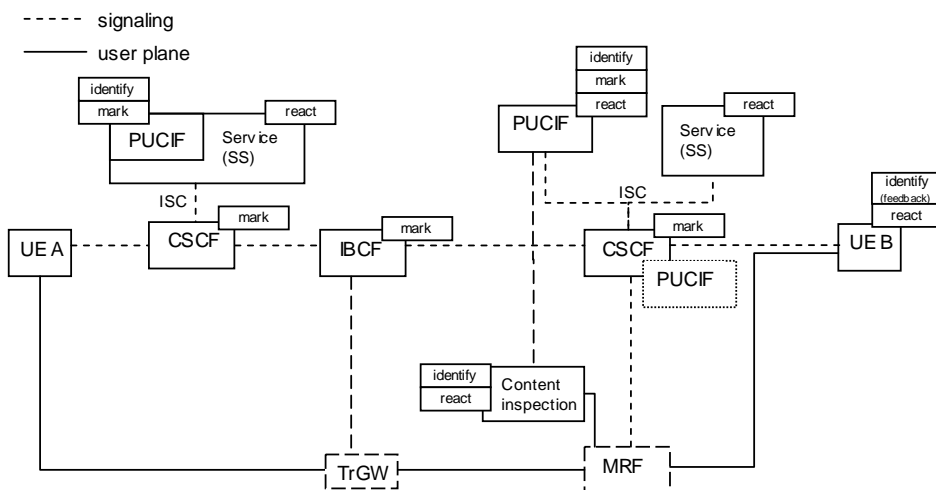 signaling
user plane
identify
mark
react
PUCIF
Service
(SS)
identify
mark
react
PUCIF
react
Service
(SS)
ISC
ISC
identify
(feedback)
react
mark
mark
mark
UE A
CSCF
IBCF
CSCF
UE B
PUCIF
identify
react
Content
inspection
TrGW
MRF